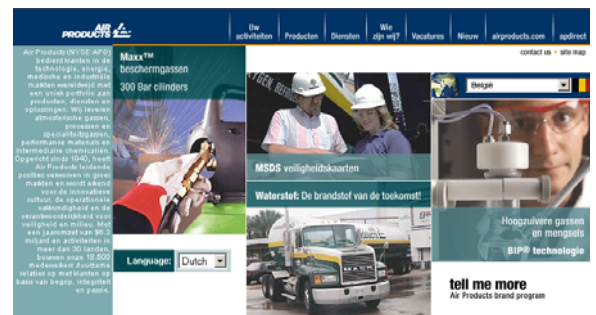 AIR
PRODUCTS
Uw
activiteiten
Producten
Diensten
Wie
zijn wij?
Vacatures
Nieuw
airproducts.com
apdirect
contact us • site map
Air Products (NYSE:APD)
bedient klanten in de
technologie, energie,
medische en industriële
markten wereldwijd met
een uniek portfolio aan
produkten, diensten en
oplossingen. Wij leveren
atmosferische gassen,
processen en
specialiteitsgassen,
performance materials en
intermediaire chemicaliën.
Opgericht sinds 1940, heeft
Air Products leidende
posities verworven in groei
markten en wordt erkend
voor de innovatieve
cultuur, de operationele
vakkundigheid en de
verantwoordelijkheid voor
veiligheid en milieu. Met
een jaaromzet van $6.3
miljard en activiteiten in
meer dan 30 landen,
bouwen onze 18.500
medewerkers duurzame
relaties op met klanten op
basis van begrip, integriteit
en passie.
Maxx™
beschermgassen
300 Bar cilinders
Language: Dutch
MSDS veiligheidskaarten
Waterstof: De brandstof van de toekomst!
MACK
België
Hoogzuivere gassen
en mengsels
BIP® technologie
tell me more
Air Products brand program